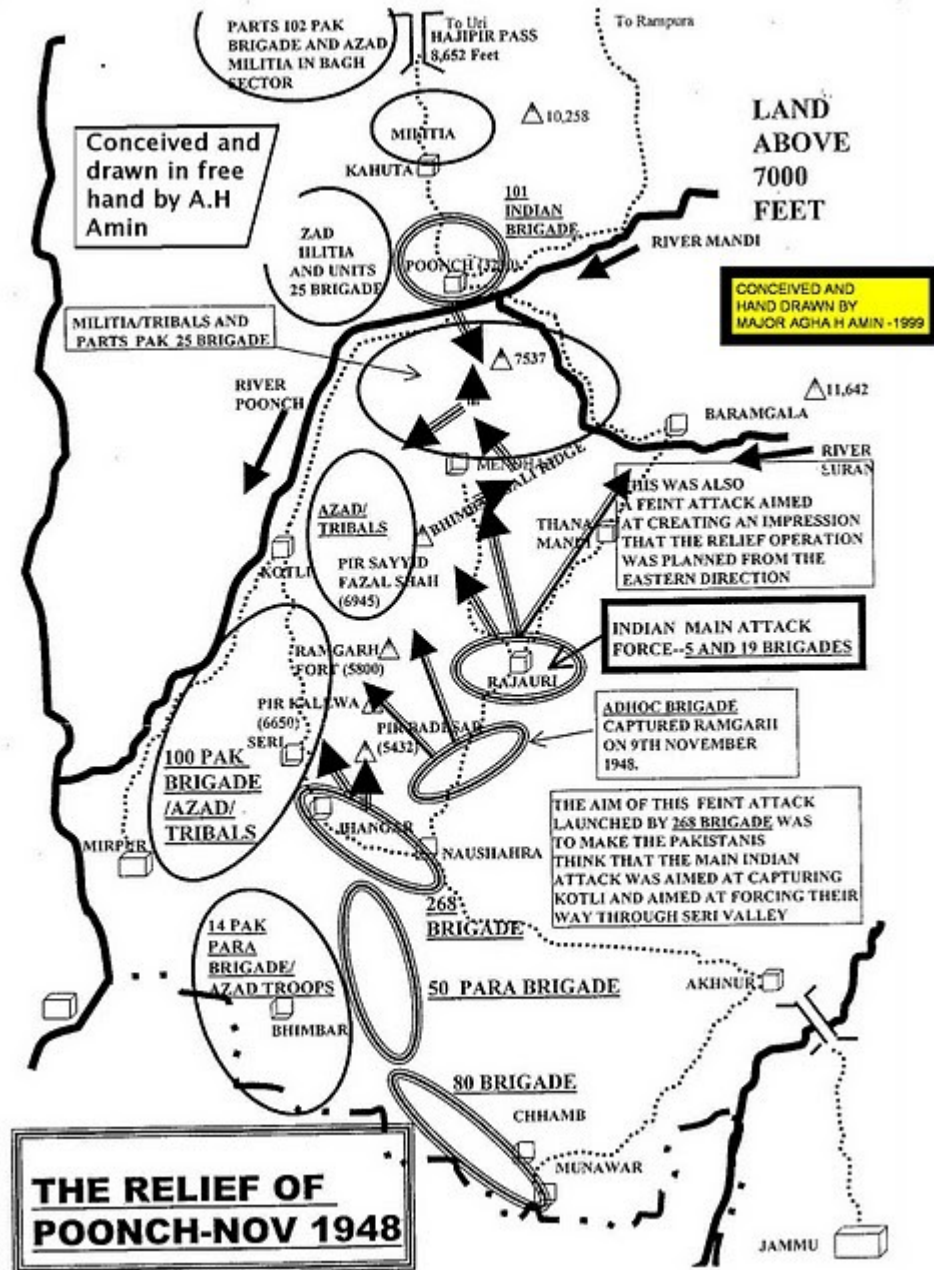 PARTS 102 PAK
BRIGADE AND AZAD
MILITIA IN BAGH
SECTOR
To Uri
HAJIPIR PASS
8,652 Feet
To Rampura
MILITIA
10,258
KAHUTA
LAND
ABOVE
7000
FEET
Conceived and
drawn in free
hand by A.H
Amin
101
INDIAN
BRIGADE
ZAD
IILITIA
AND UNITS
25 BRIGADE
POONCH
RIVER MANDI
CONCEIVED AND
HAND DRAWN BY
MAJOR AGHA H AMIN -1999
MILITIA/TRIBALS AND
PARTS PAK 25 BRIGADE
7537
RIVER
POONCH
11,642
BARAMGALA
RIVER
SURAN
BHIMBER GALI RIDGE
AZAD/
TRIBALS
PIR SAYYID
FAZAL SHAH
(6945)
KOTLI
THANA
MANDI
THIS WAS ALSO
A FEINT ATTACK AIMED
AT CREATING AN IMPRESSION
THAT THE RELIEF OPERATION
WAS PLANNED FROM THE
EASTERN DIRECTION
INDIAN MAIN ATTACK
FORCE--5 AND 19 BRIGADES
RAJAURI
RAMGARH
FORT (5800)
PIR KALEWA
(6650)
SERI
PIR BADESAR
(5432)
ADHOC BRIGADE
CAPTURED RAMGARH
ON 9TH NOVEMBER
1948.
100 PAK
BRIGADE
/AZAD/
TRIBALS
MIRPUR
JHANGAR
NAUSHAHRA
THE AIM OF THIS FEINT ATTACK
LAUNCHED BY 268 BRIGADE WAS
TO MAKE THE PAKISTANIS
THINK THAT THE MAIN INDIAN
ATTACK WAS AIMED AT CAPTURING
KOTLI AND AIMED AT FORCING THEIR
WAY THROUGH SERI VALLEY
268
BRIGADE
14 PAK
PARA
BRIGADE/
AZAD TROOPS
BHIMBAR
50 PARA BRIGADE
AKHNUR
80 BRIGADE
CHHAMB
MUNAWAR
THE RELIEF OF
POONCH-NOV 1948
JAMMU